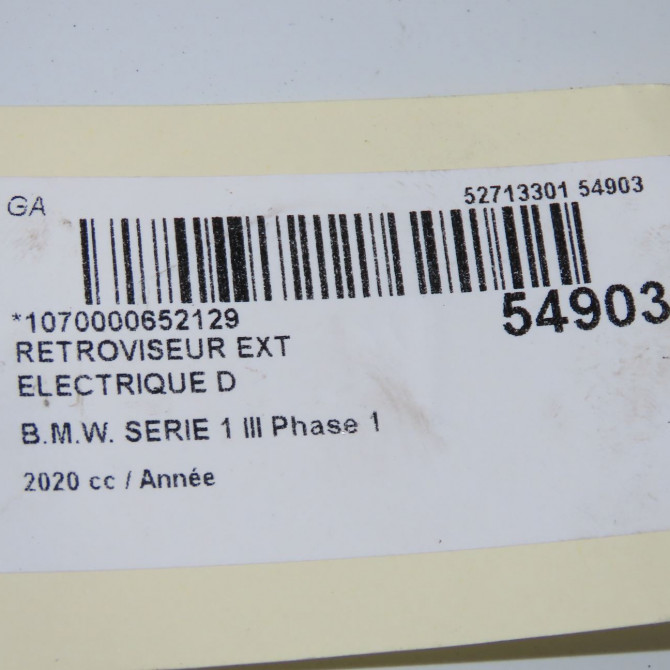 GA
52713301 54903
*1070000652129
54903
RETROVISEUR EXT
ELECTRIQUE D
B.M.W. SERIE 1 III Phase 1
2020 cc / Année